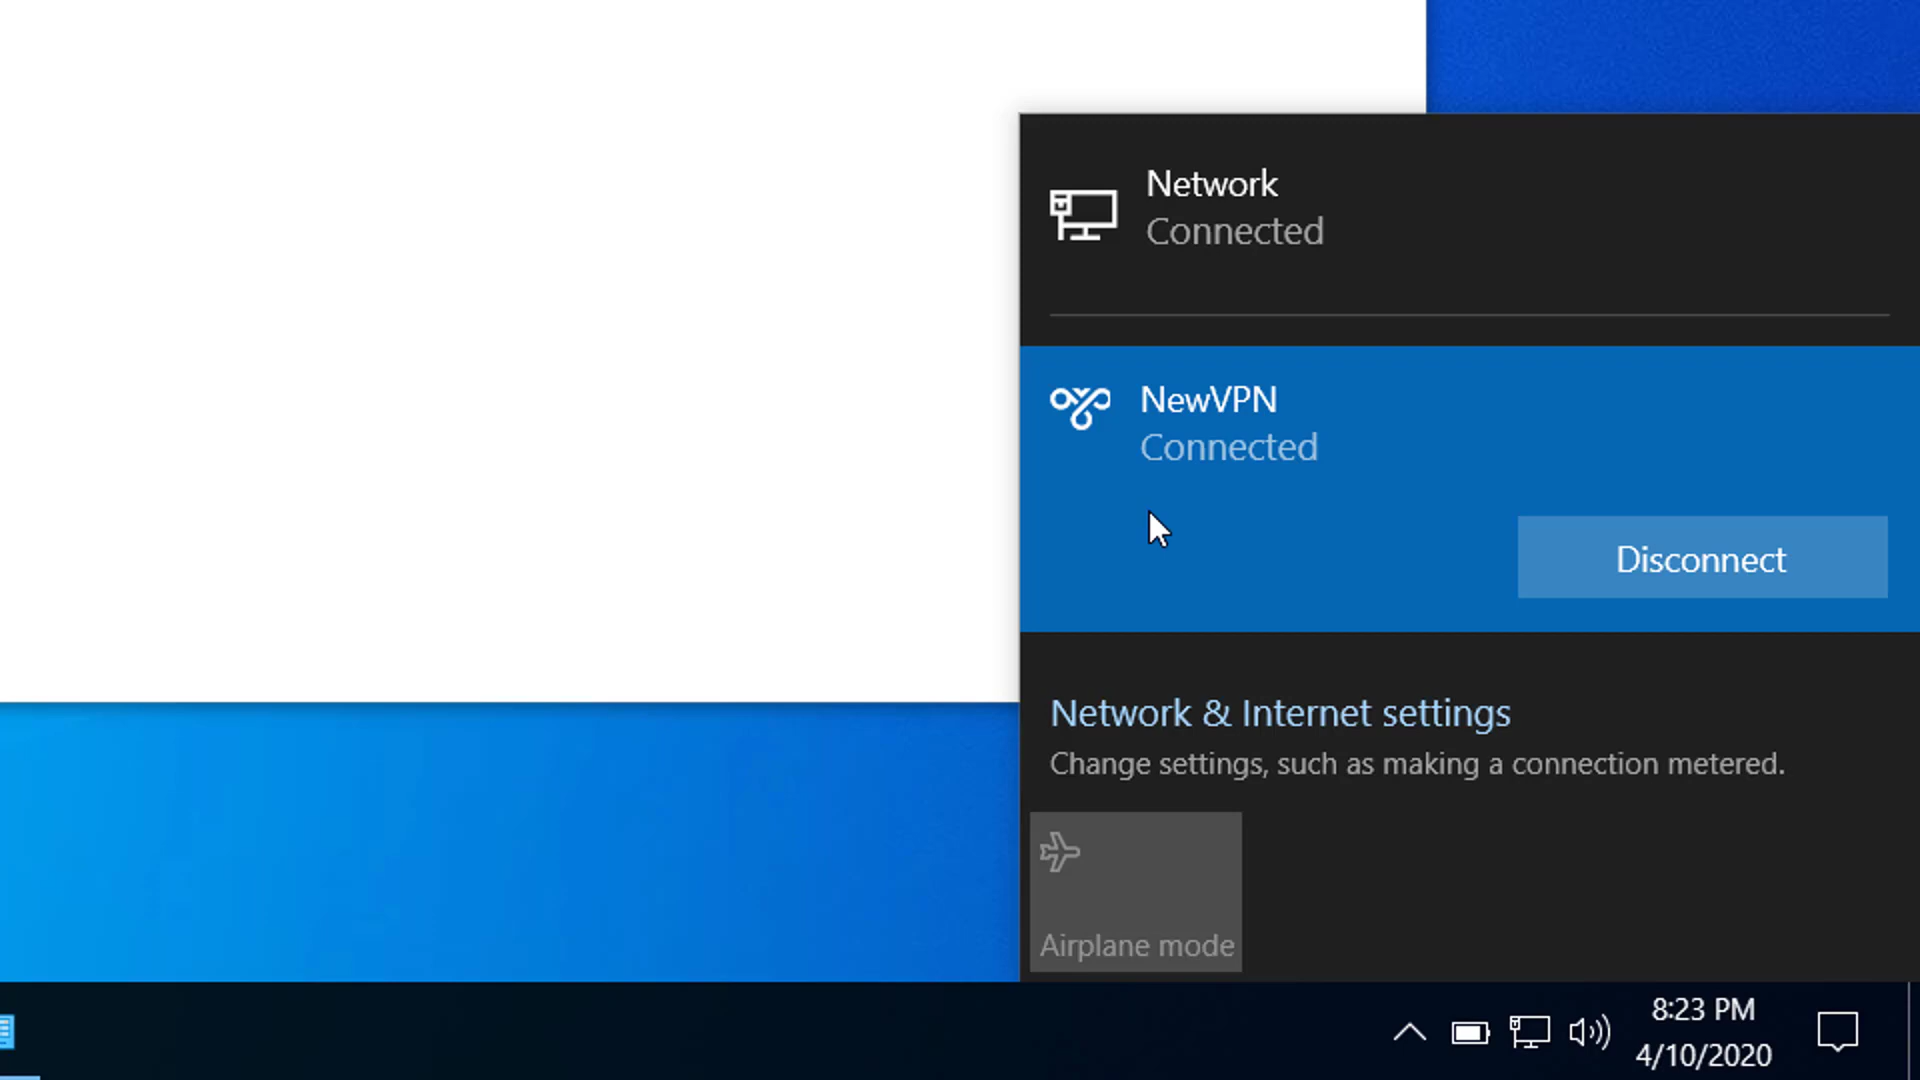 Network
Connected
NewVPN
Connected
Disconnect
Network & Internet settings
Change settings, such as making a connection metered.
Airplane mode
8:23 PM
4/10/2020